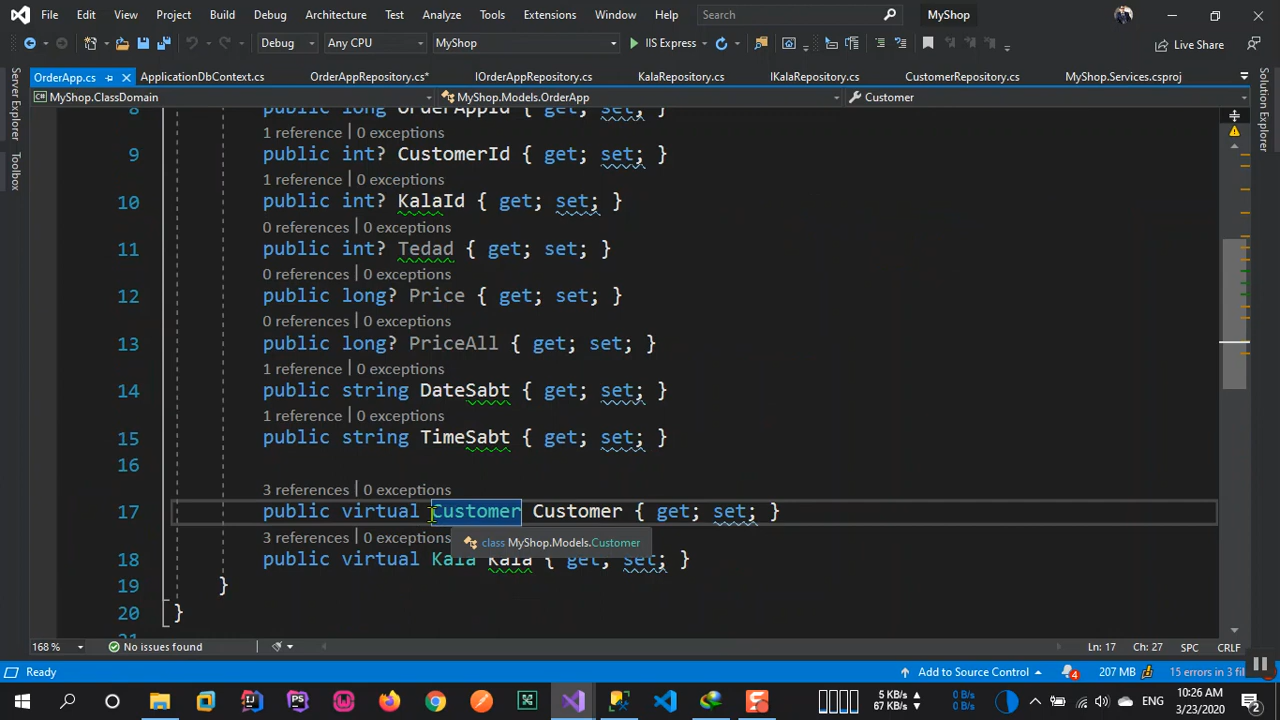 File Edit View Project Build Debug Architecture Test Analyze Tools Extensions Window Help Search MyShop
Debug Any CPU MyShop IIS Express Live Share
OrderApp.cs ApplicationDbContext.cs OrderAppRepository.cs* IOrderAppRepository.cs KalaRepository.cs IKalaRepository.cs CustomerRepository.cs MyShop.Services.csproj
MyShop.ClassDomain MyShop.Models.OrderApp Customer
Server Explorer
Toolbox
Solution Explorer
8 public long OrderAppId { get; set; }
1 reference | 0 exceptions
9 public int? CustomerId { get; set; }
1 reference | 0 exceptions
10 public int? KalaId { get; set; }
0 references | 0 exceptions
11 public int? Tedad { get; set; }
0 references | 0 exceptions
12 public long? Price { get; set; }
0 references | 0 exceptions
13 public long? PriceAll { get; set; }
1 reference | 0 exceptions
14 public string DateSabt { get; set; }
1 reference | 0 exceptions
15 public string TimeSabt { get; set; }
16
3 references | 0 exceptions
17 public virtual Customer Customer { get; set; }
3 references | 0 exceptions
class MyShop.Models.Customer
18 public virtual Kala Kala { get; set; }
19 }
20 }
21
168 % No issues found Ln: 17 Ch: 27 SPC CRLF
Ready Add to Source Control 4 207 MB 15 errors in 3 fil
5 KB/s 67 KB/s 0 B/s 0 B/s ENG 10:26 AM 3/23/2020 2